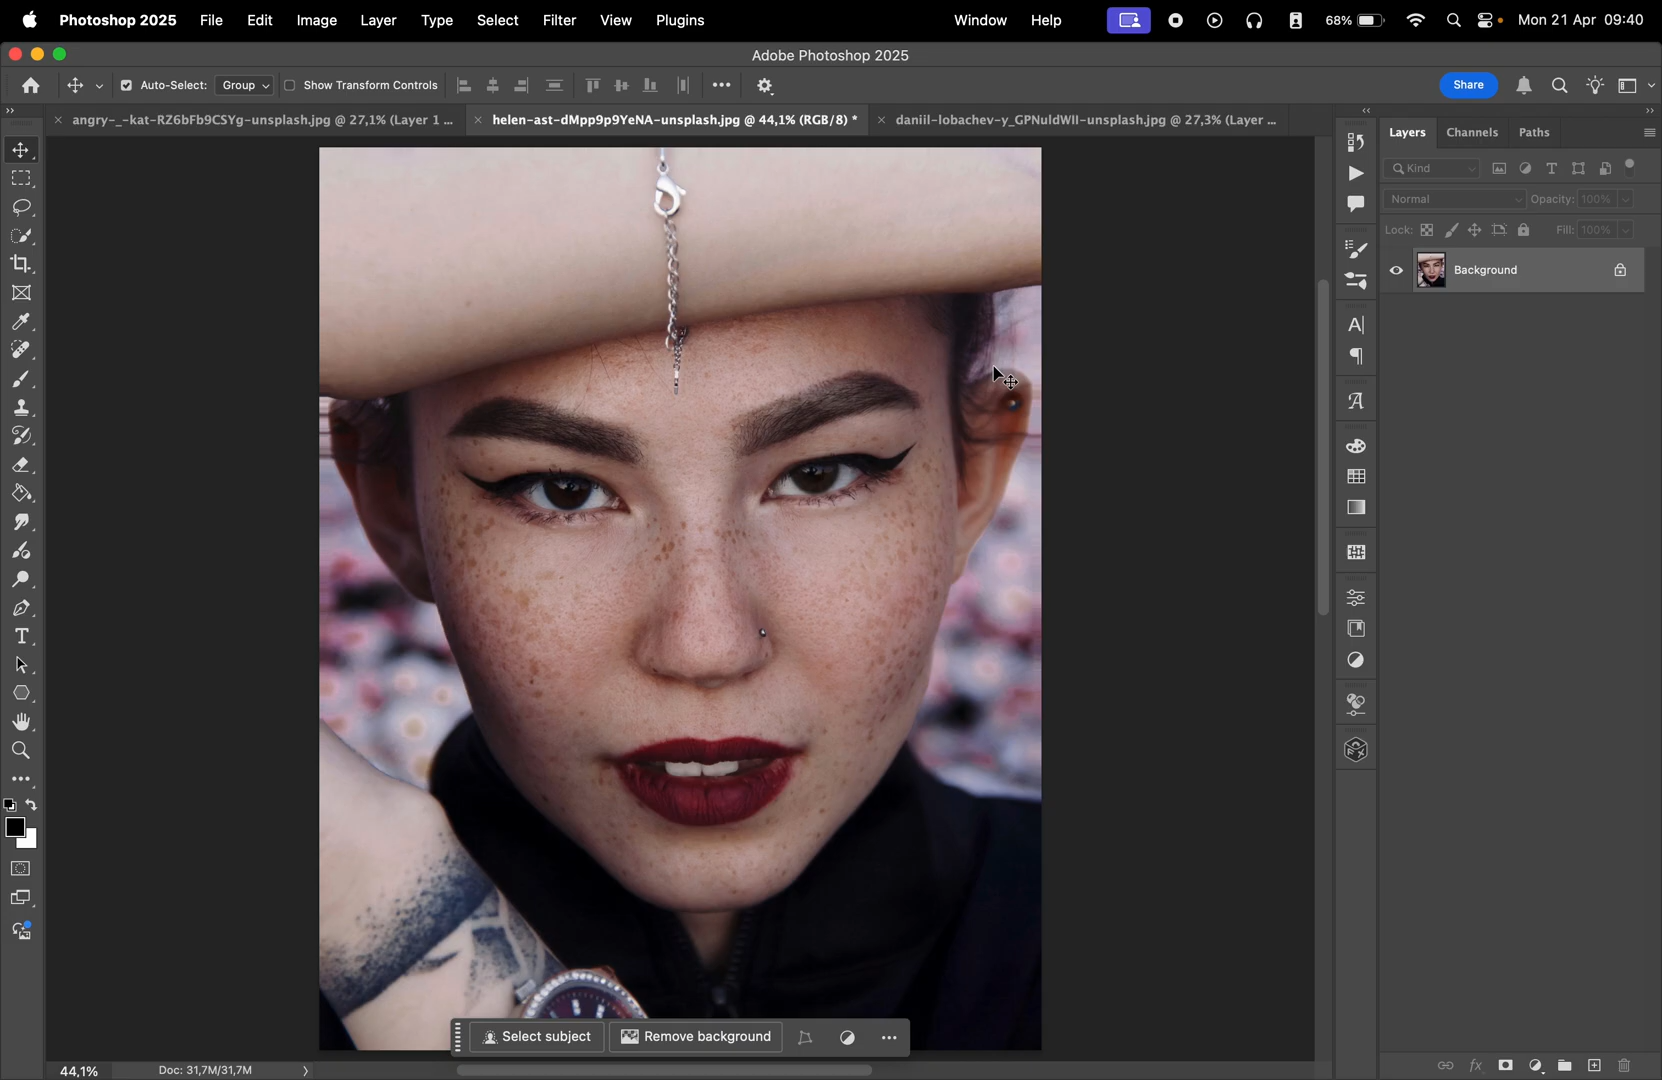 Photoshop 2025 File Edit Image Layer Type Select Filter View Plugins Window Help 68% Mon 21 Apr 09:40
Adobe Photoshop 2025
Auto-Select: Group Show Transform Controls Share
angry-_-kat-RZ6bFb9CSYg-unsplash.jpg @ 27,1% (Layer 1 ... helen-ast-dMpp9p9YeNA-unsplash.jpg @ 44,1% (RGB/8) * daniil-lobachev-y_GPNuldWII-unsplash.jpg @ 27,3% (Layer ...
Layers Channels Paths
Kind
Normal Opacity: 100%
Lock: Fill: 100%
Background
Select subject Remove background
44,1% Doc: 31,7M/31,7M